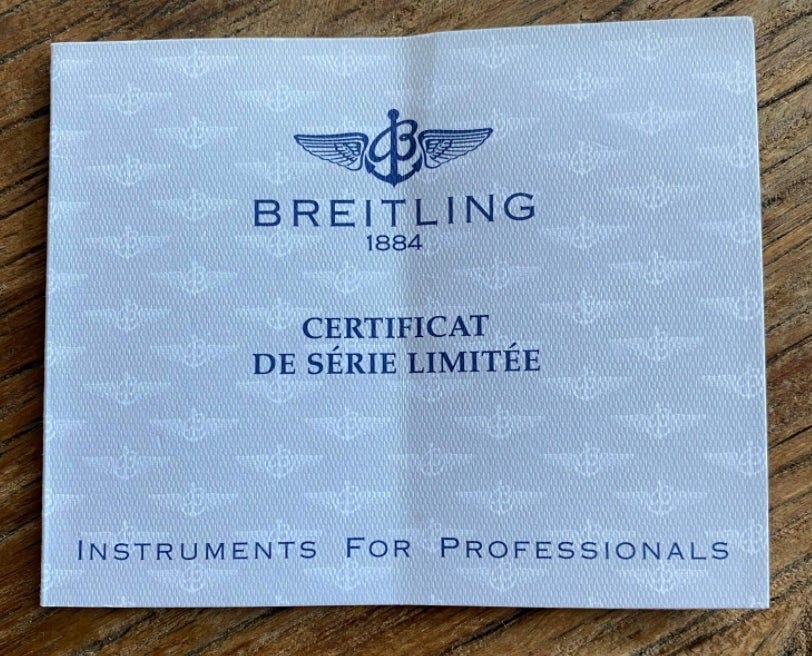 BREITLING
1884
CERTIFICAT
DE SÉRIE LIMITÉE
INSTRUMENTS FOR PROFESSIONALS